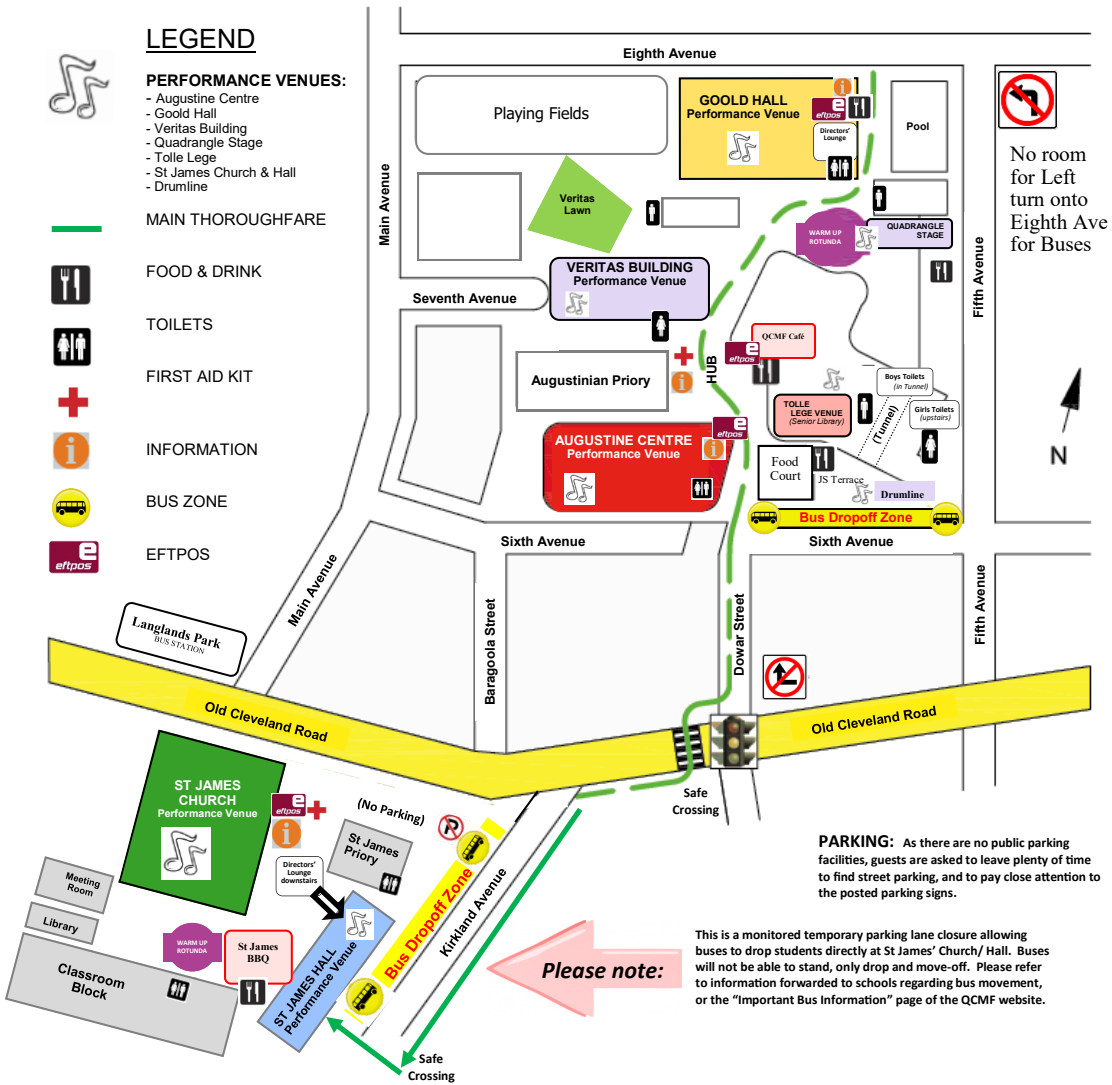 LEGEND
PERFORMANCE VENUES:
- Augustine Centre
- Goold Hall
- Veritas Building
- Quadrangle Stage
- Tolle Lege
- St James Church & Hall
- Drumline
MAIN THOROUGHFARE
FOOD & DRINK
TOILETS
FIRST AID KIT
i
INFORMATION
BUS ZONE
e
eftpos
EFTPOS
Eighth Avenue
Playing Fields
GOOLD HALL
Performance Venue
i
e
eftpos
Directors'
Lounge
Pool
No room
for Left
turn onto
Eighth Ave
for Buses
Main Avenue
Veritas
Lawn
WARM UP
ROTUNDA
QUADRANGLE
STAGE
Fifth Avenue
VERITAS BUILDING
Performance Venue
Seventh Avenue
QCMF Café
e
eftpos
HUB
Augustinian Priory
i
Boys Toilets
(in Tunnel)
Girls Toilets
(upstairs)
(Tunnel)
TOLLE
LEGE VENUE
(Senior Library)
N
AUGUSTINE CENTRE
Performance Venue
i
e
eftpos
Food
Court
JS Terrace
Drumline
Bus Dropoff Zone
Sixth Avenue
Sixth Avenue
Main Avenue
Baragoola Street
Dowar Street
Fifth Avenue
Langlands Park
BUS STATION
Old Cleveland Road
Old Cleveland Road
Safe
Crossing
ST JAMES
CHURCH
Performance Venue
e
eftpos
i
(No Parking)
P
St James
Priory
Directors'
Lounge
downstairs
Meeting
Room
Library
Classroom
Block
WARM UP
ROTUNDA
St James
BBQ
ST JAMES HALL
Performance Venue
Bus Dropoff Zone
Kirkland Avenue
Safe
Crossing
PARKING: As there are no public parking
facilities, guests are asked to leave plenty of time
to find street parking, and to pay close attention to
the posted parking signs.
Please note:
This is a monitored temporary parking lane closure allowing
buses to drop students directly at St James' Church/ Hall. Buses
will not be able to stand, only drop and move-off. Please refer
to information forwarded to schools regarding bus movement,
or the “Important Bus Information” page of the QCMF website.